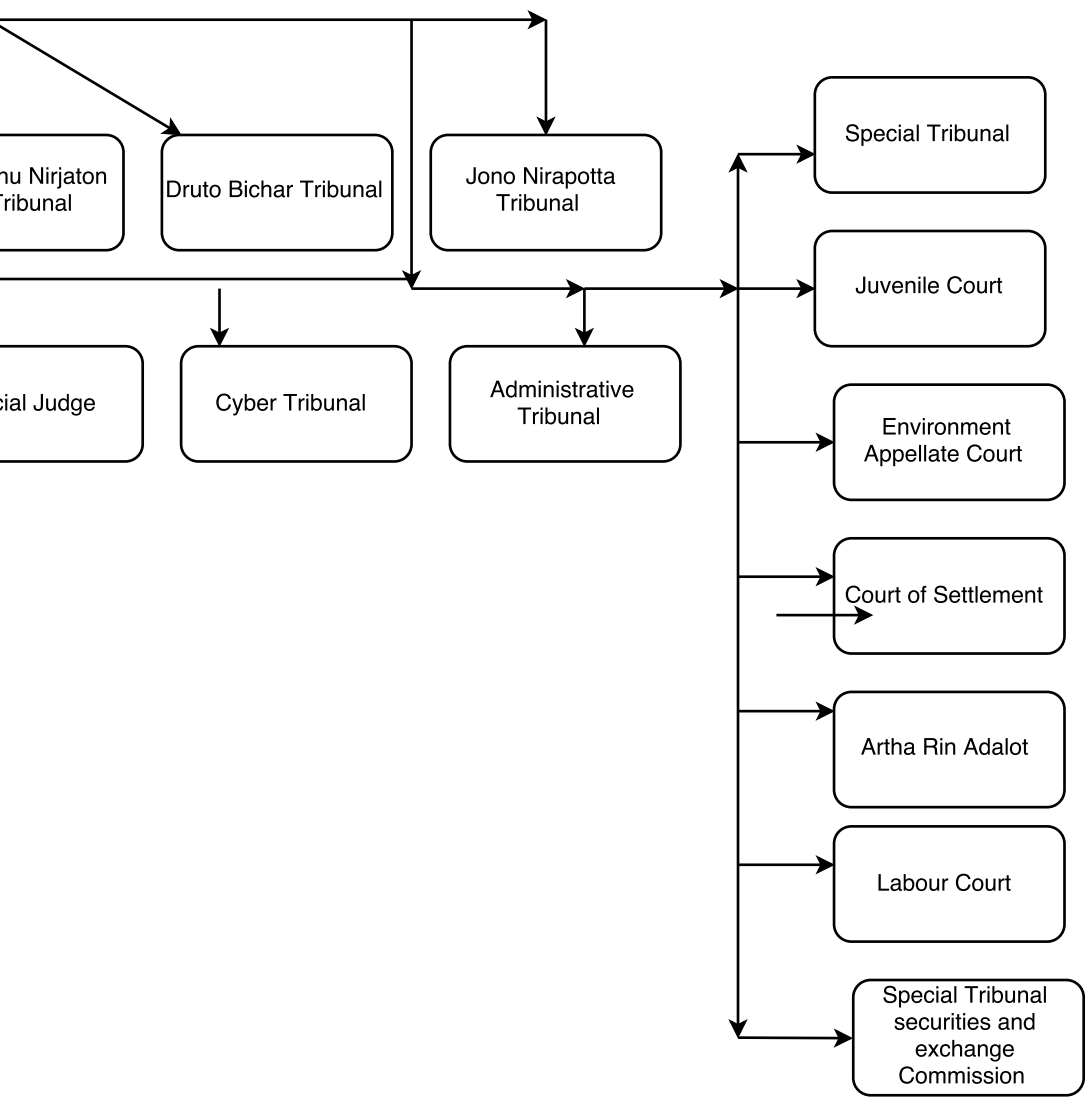 Special Tribunal
nu Nirjaton
Tribunal
Druto Bichar Tribunal
Jono Nirapotta
Tribunal
Juvenile Court
cial Judge
Cyber Tribunal
Administrative
Tribunal
Environment
Appellate Court
Court of Settlement
Artha Rin Adalot
Labour Court
Special Tribunal
securities and
exchange
Commission